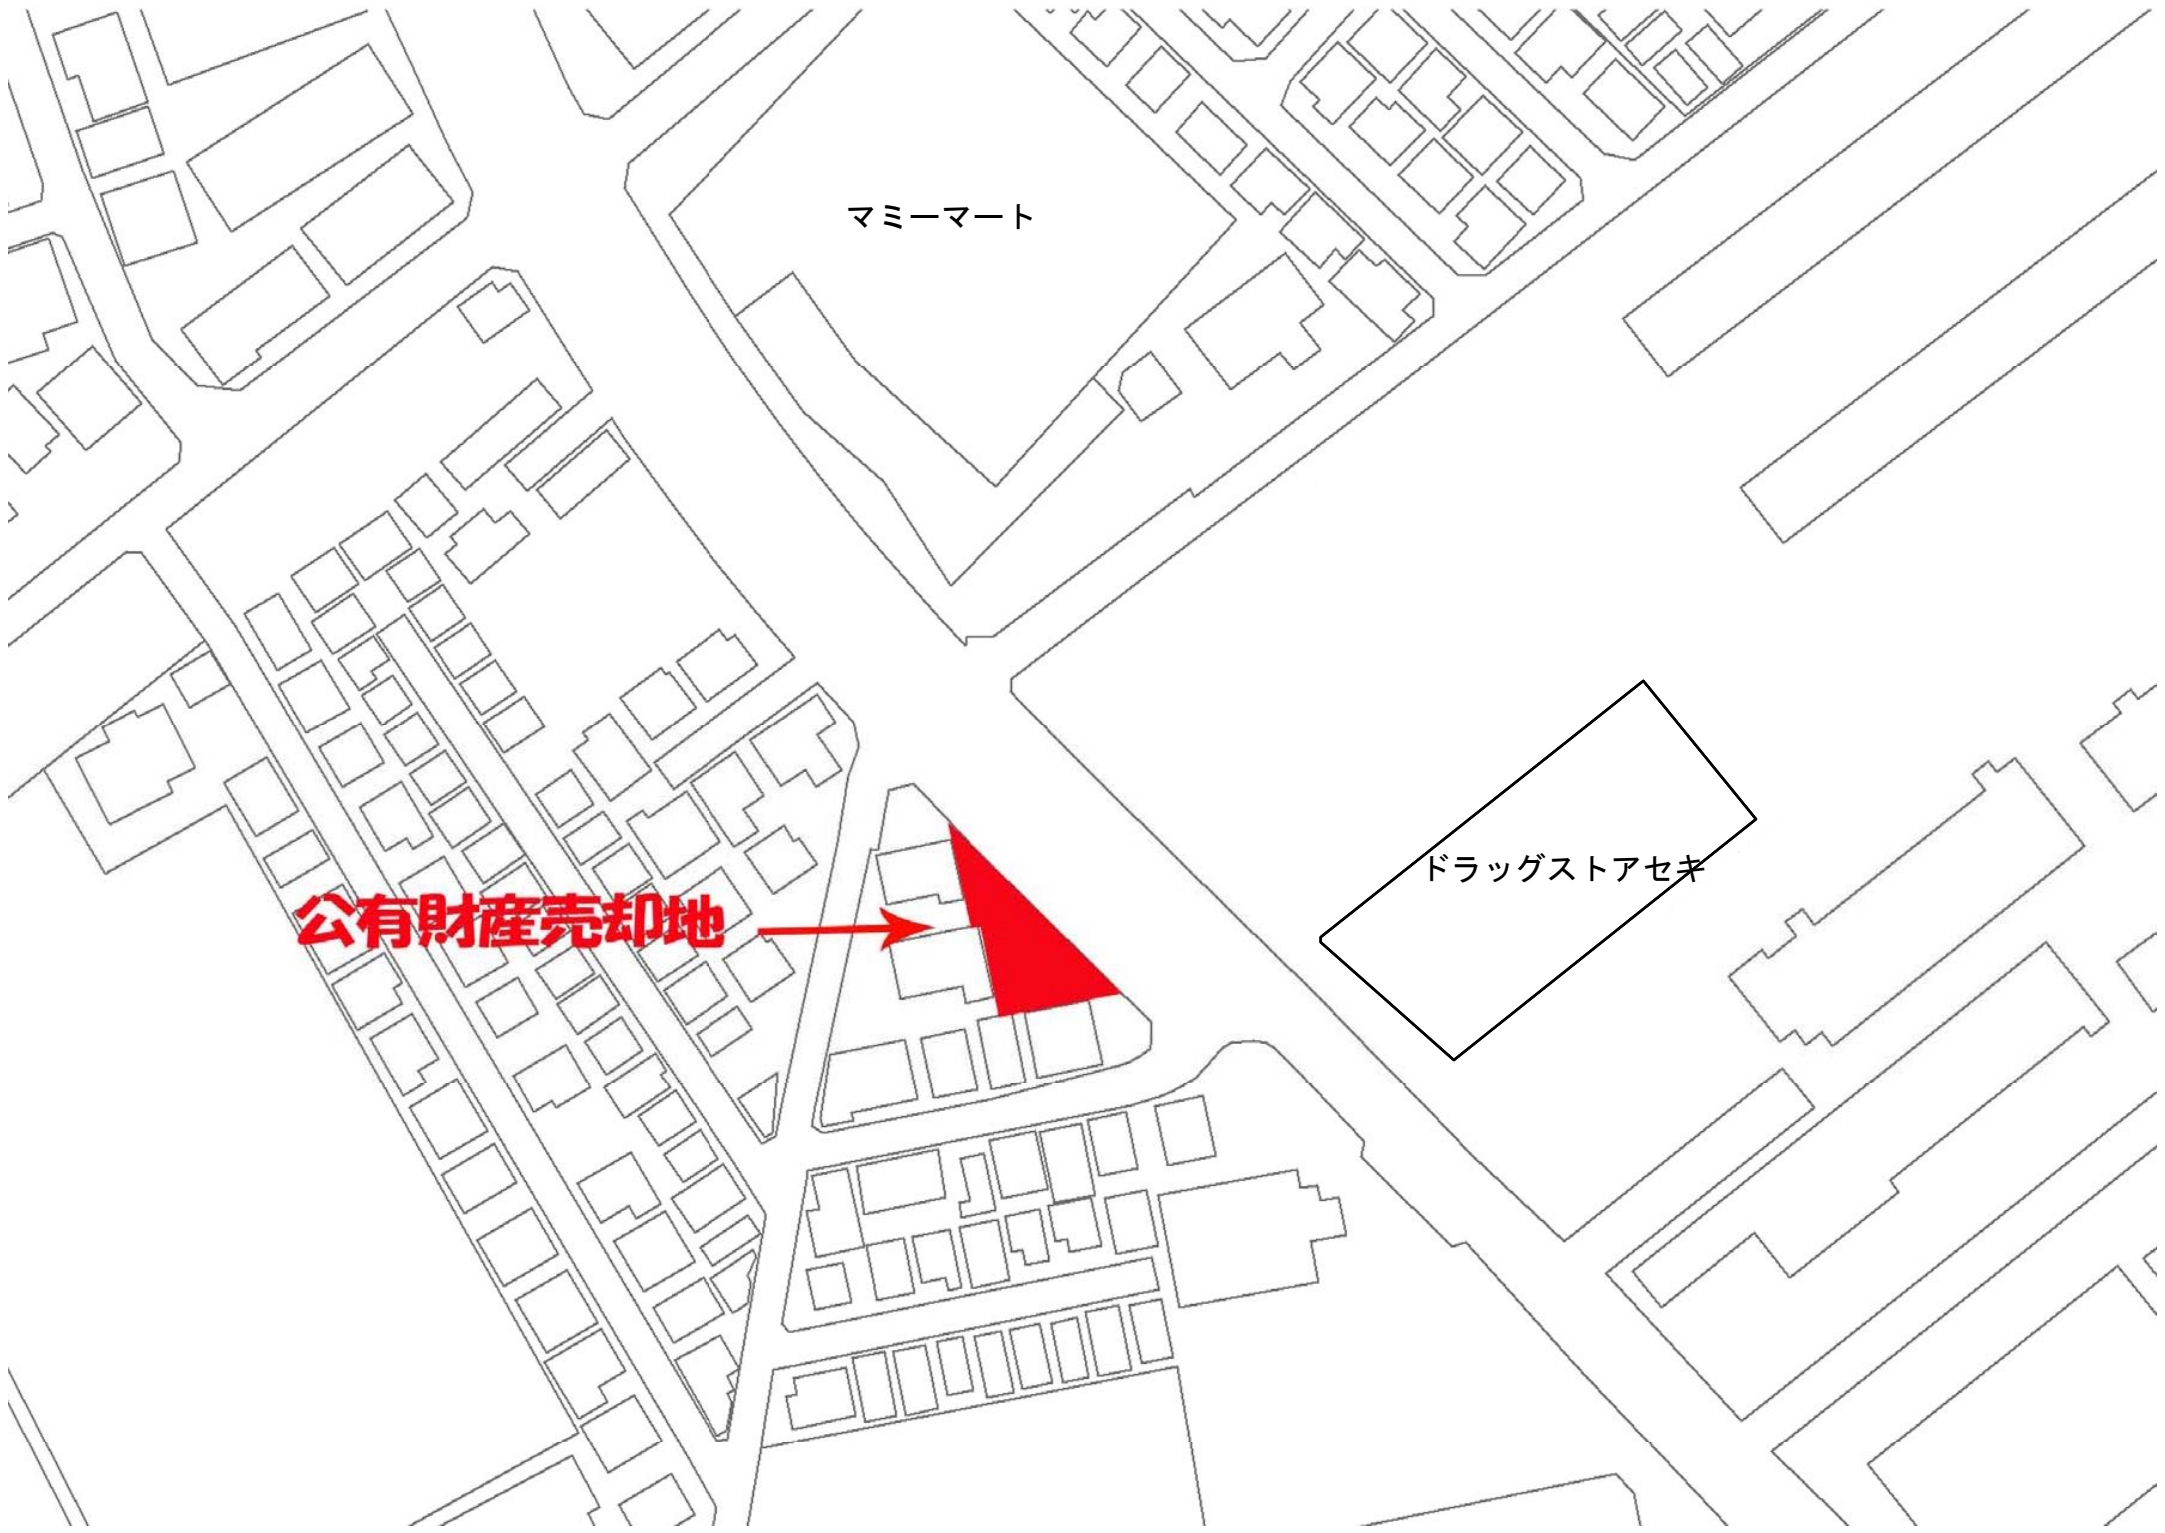 マミーマート
ドラッグストアセキ
公有財産売却地